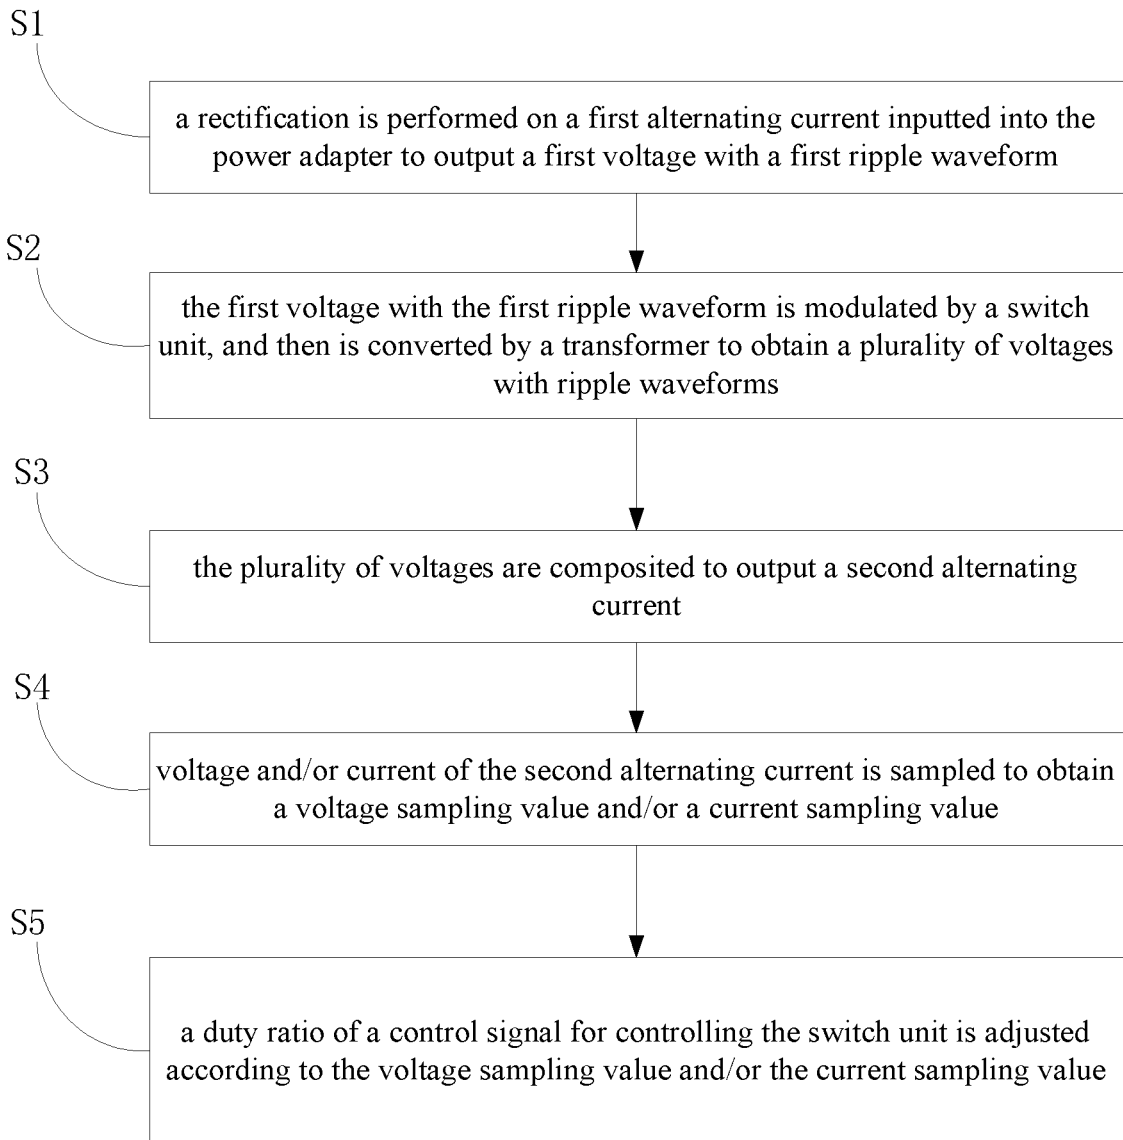 S1
a rectification is performed on a first alternating current inputted into the
power adapter to output a first voltage with a first ripple waveform
S2
the first voltage with the first ripple waveform is modulated by a switch
unit, and then is converted by a transformer to obtain a plurality of voltages
with ripple waveforms
S3
the plurality of voltages are composited to output a second alternating
current
S4
voltage and/or current of the second alternating current is sampled to obtain
a voltage sampling value and/or a current sampling value
S5
a duty ratio of a control signal for controlling the switch unit is adjusted
according to the voltage sampling value and/or the current sampling value